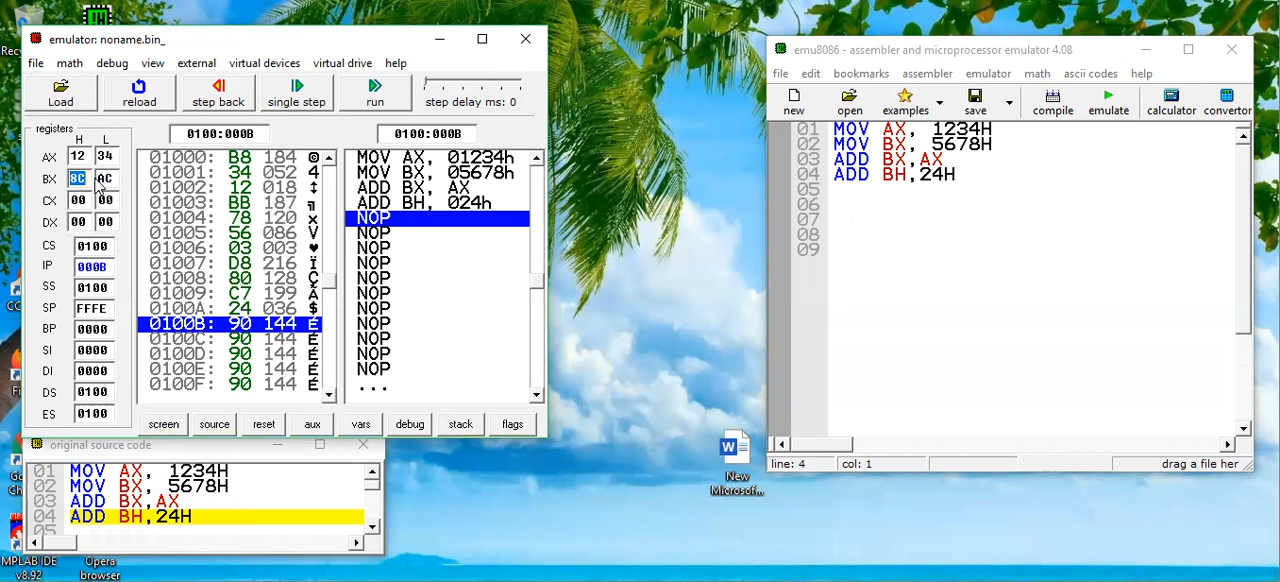 Recy
emulator: noname.bin_
file math debug view external virtual devices virtual drive help
Load reload step back single step run step delay ms: 0
registers
H L
0100:000B 0100:000B
AX 12 34
BX 8C AC
CX 00 00
DX 00 00
CS 0100
IP 000B
SS 0100
SP FFFE
BP 0000
SI 0000
DI 0000
DS 0100
ES 0100
01000: B8 184
01001: 34 052 4
01002: 12 018 ↕
01003: BB 187 ╗
01004: 78 120 x
01005: 56 086 V
01006: 03 003 ♥
01007: D8 216 Ï
01008: 80 128 Ç
01009: C7 199 Ã
0100A: 24 036 $
0100B: 90 144 É
0100C: 90 144 É
0100D: 90 144 É
0100E: 90 144 É
0100F: 90 144 É
MOV AX, 01234h
MOV BX, 05678h
ADD BX, AX
ADD BH, 024h
NOP
NOP
NOP
NOP
NOP
NOP
NOP
NOP
NOP
NOP
NOP
...
screen source reset aux vars debug stack flags
original source code
01 MOV AX, 1234H
02 MOV BX, 5678H
03 ADD BX,AX
04 ADD BH,24H
05
MPLAB IDE
v8.92
Opera
browser
New
Microsof...
emu8086 - assembler and microprocessor emulator 4.08
file edit bookmarks assembler emulator math ascii codes help
new open examples save compile emulate calculator convertor
01 MOV AX, 1234H
02 MOV BX, 5678H
03 ADD BX,AX
04 ADD BH,24H
05
06
07
08
09
line: 4 col: 1 drag a file her